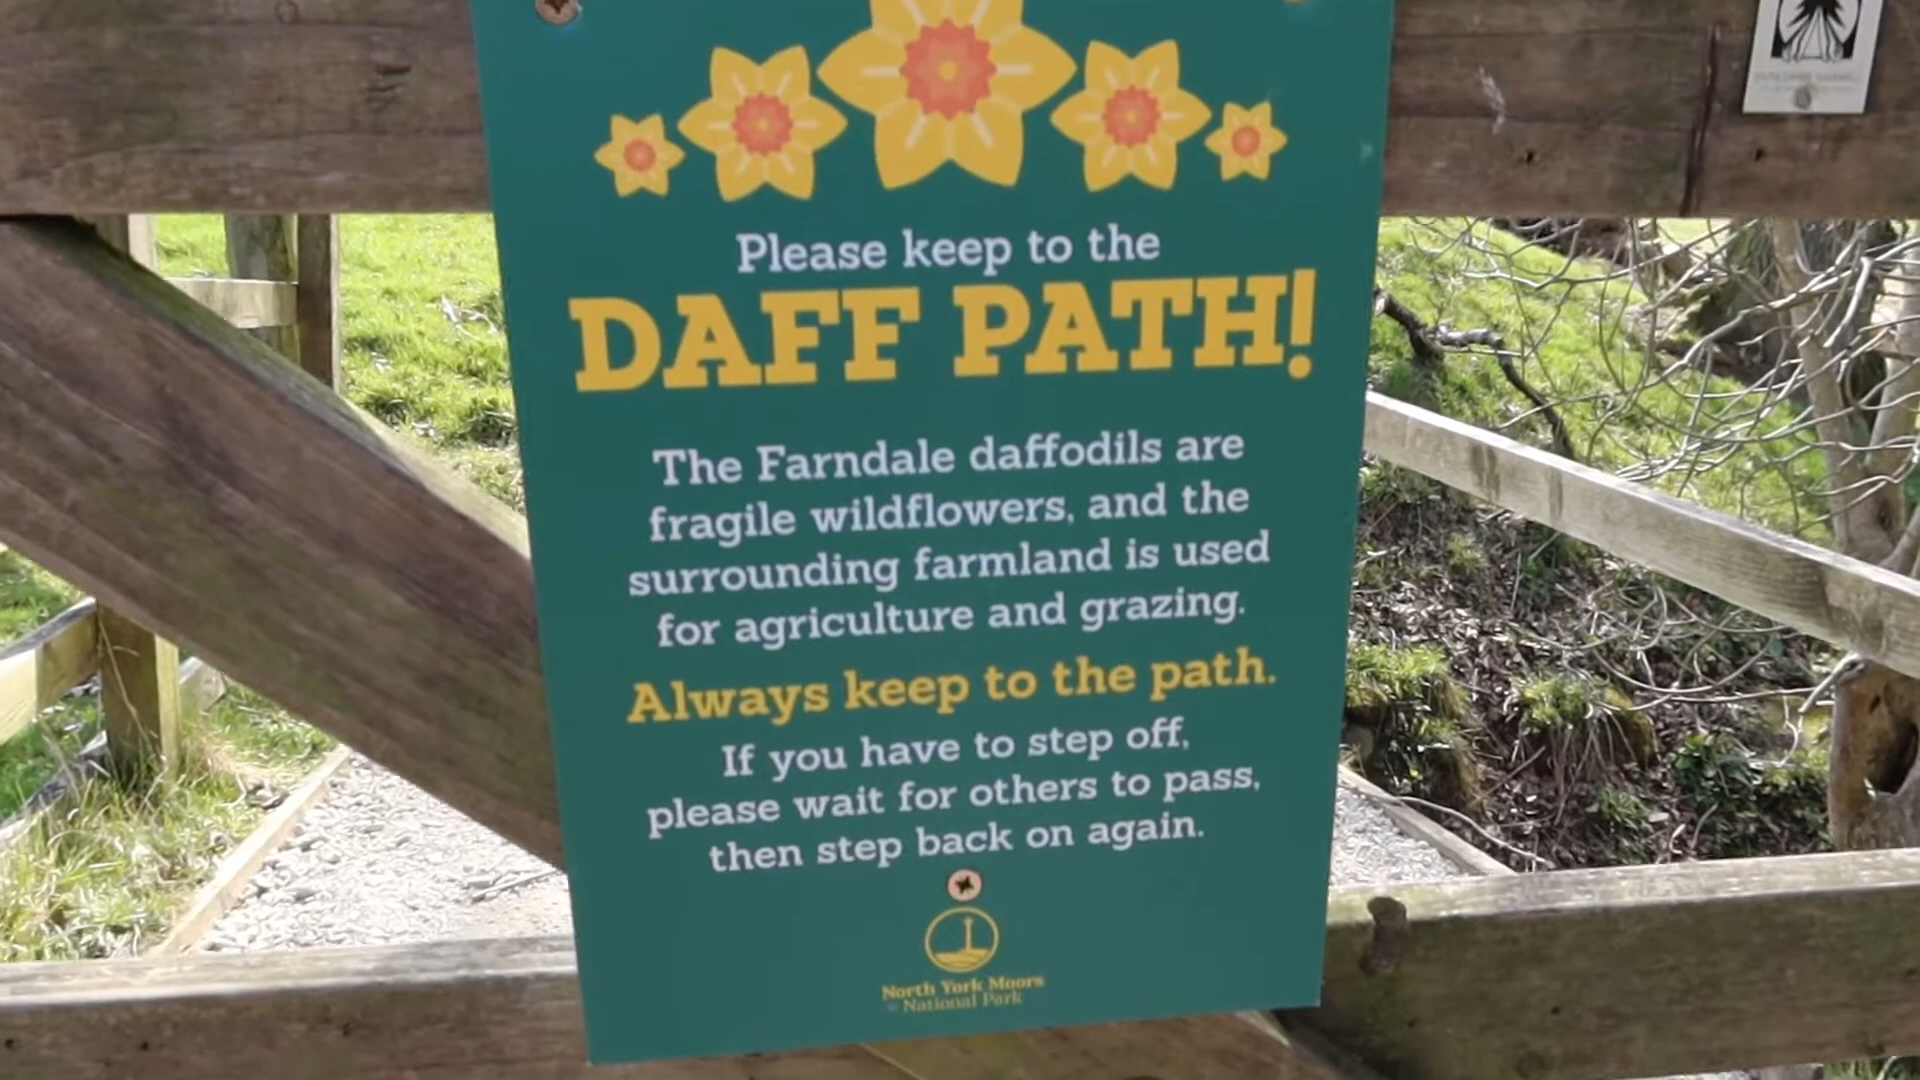 Please keep to the
DAFF PATH!
The Farndale daffodils are
fragile wildflowers, and the
surrounding farmland is used
for agriculture and grazing.
Always keep to the path.
If you have to step off,
please wait for others to pass,
then step back on again.
North York Moors
National Park